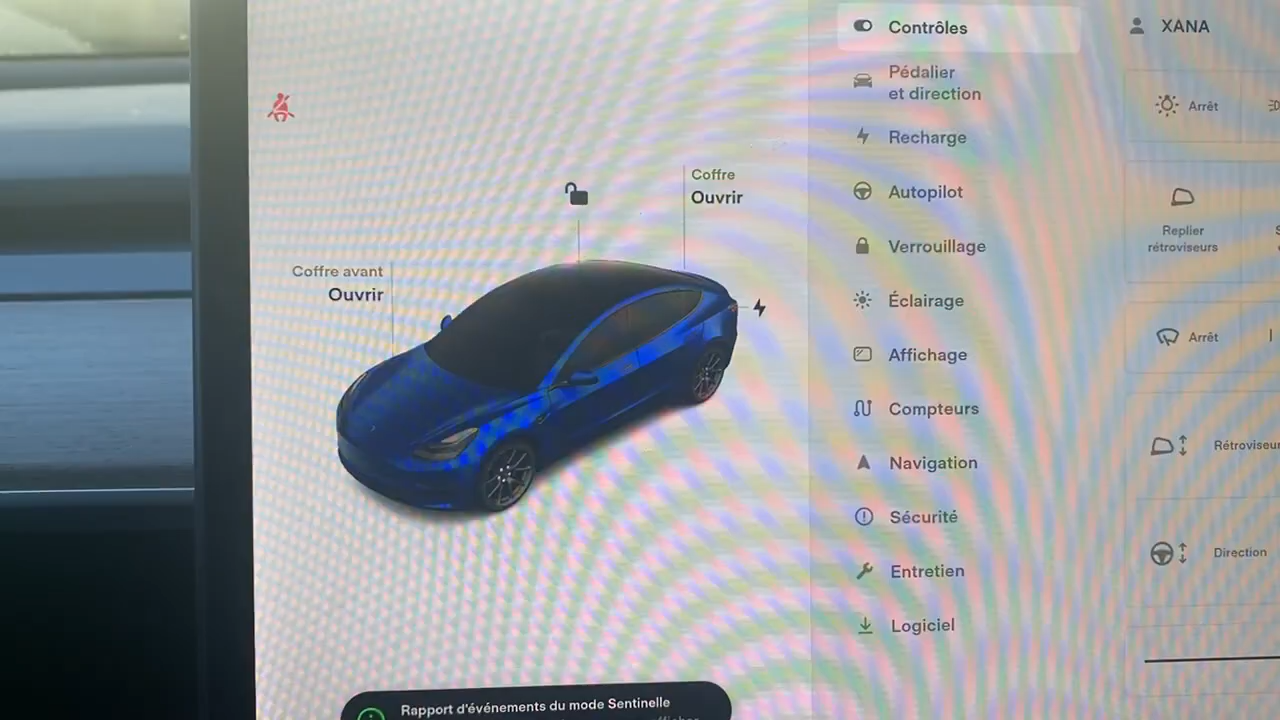 Coffre
Ouvrir
Coffre avant
Ouvrir
Contrôles
Pédalier
et direction
Recharge
Autopilot
Verrouillage
Éclairage
Affichage
Compteurs
Navigation
Sécurité
Entretien
Logiciel
XANA
Arrêt
Replier
rétroviseurs
Arrêt
Rétroviseur
Direction
Rapport d'événements du mode Sentinelle